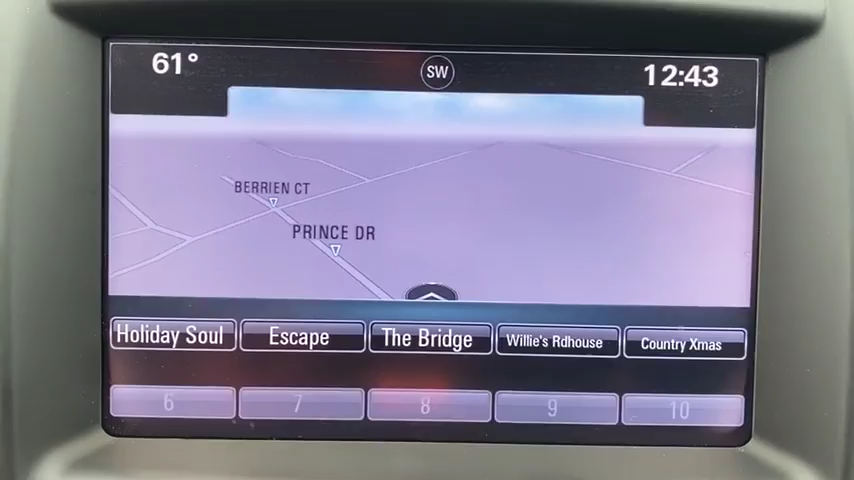 61° SW 12:43
BERRIEN CT
PRINCE DR
Holiday Soul Escape The Bridge Willie's Rdhouse Country Xmas
6 7 8 9 10